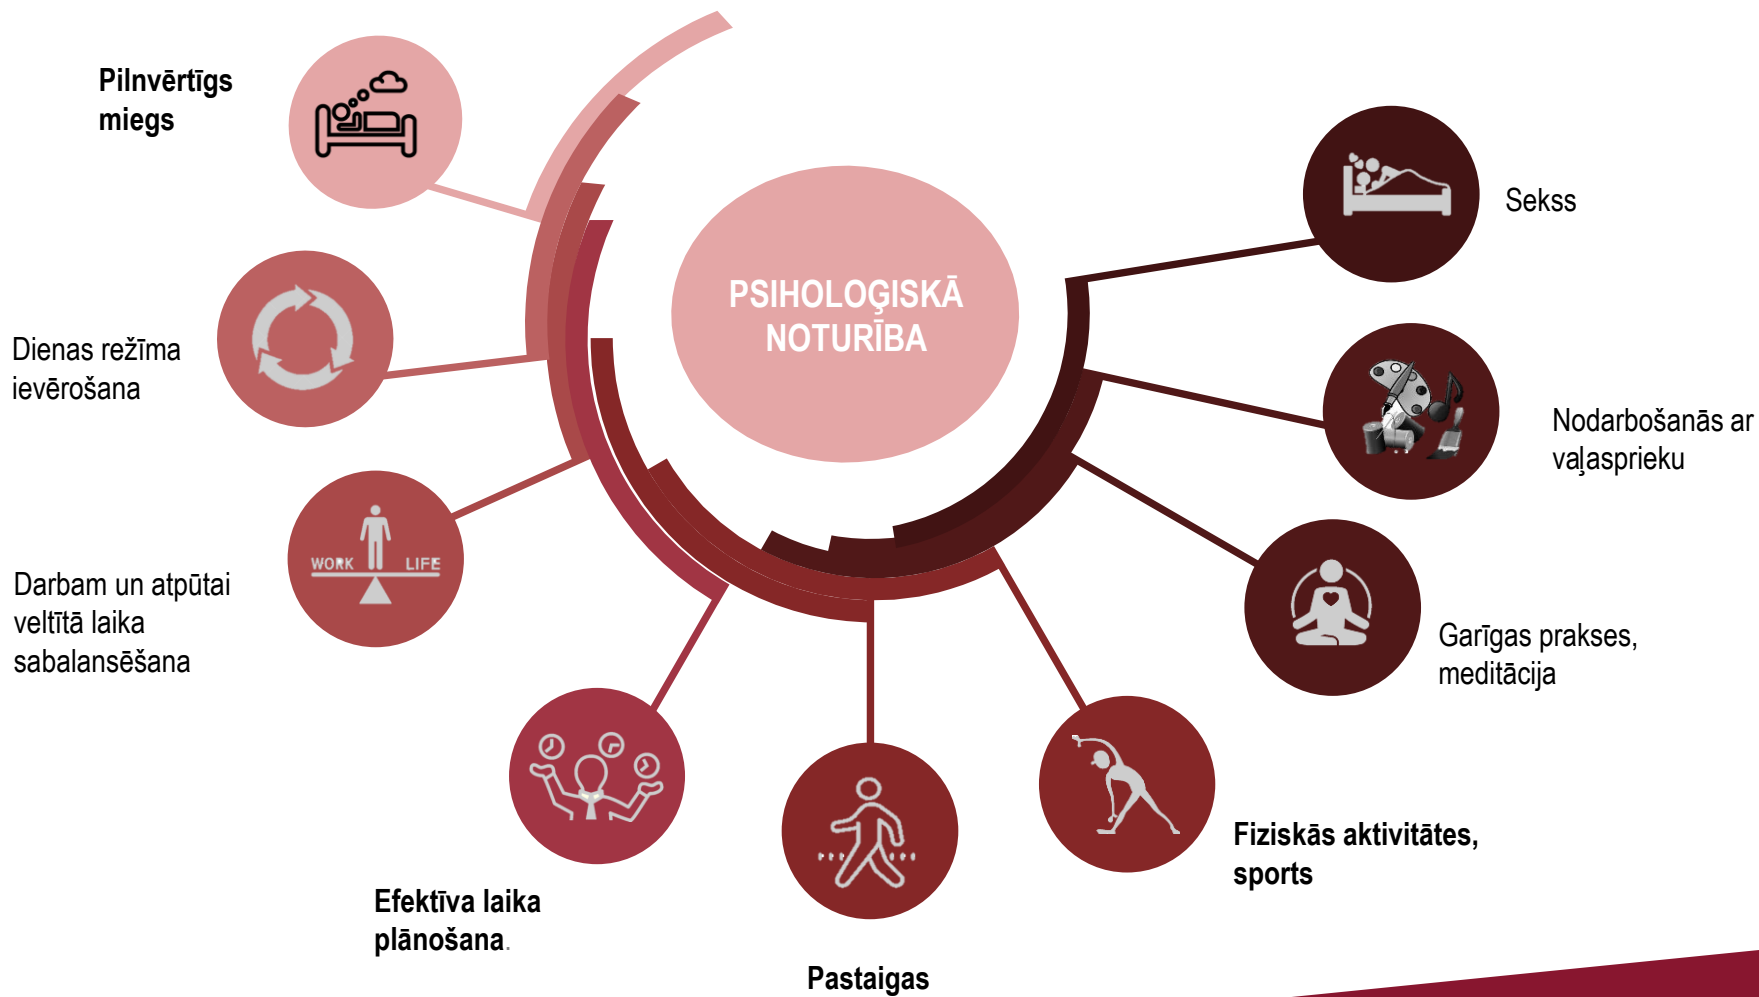 Pilnvērtīgs
miegs
Dienas režīma
ievērošana
WORK LIFE
Darbam un atpūtai
veltītā laika
sabalansēšana
Efektīva laika
plānošana.
Pastaigas
Fiziskās aktivitātes,
sports
Garīgas prakses,
meditācija
Nodarbošanās ar
vaļasprieku
Sekss
PSIHOLOĢISKĀ
NOTURĪBA